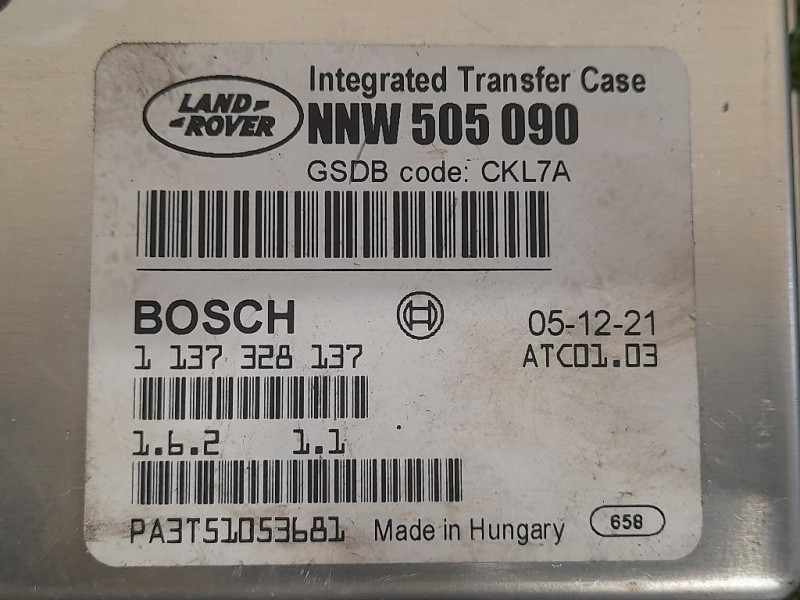 LAND ROVER
Integrated Transfer Case
NNW 505 090
GSDB code: CKL7A
BOSCH
05-12-21
1 137 328 137
ATC01.03
1.6.2 1.1
PA3T51053681 Made in Hungary 658